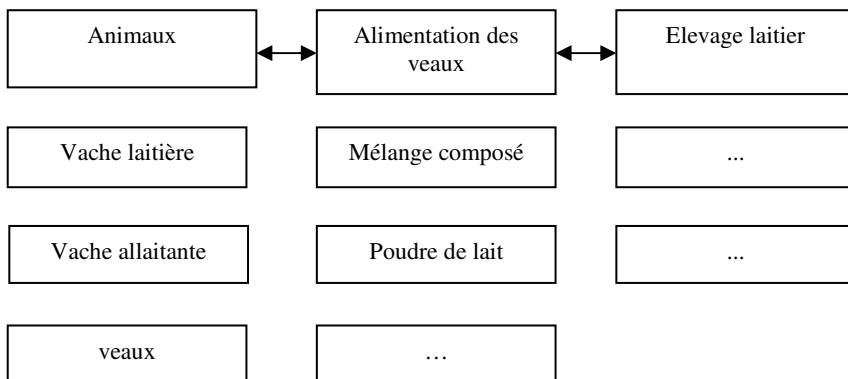 Animaux
Alimentation des
veaux
Elevage laitier
Vache laitière
Mélange composé
...
Vache allaitante
Poudre de lait
...
veaux
…